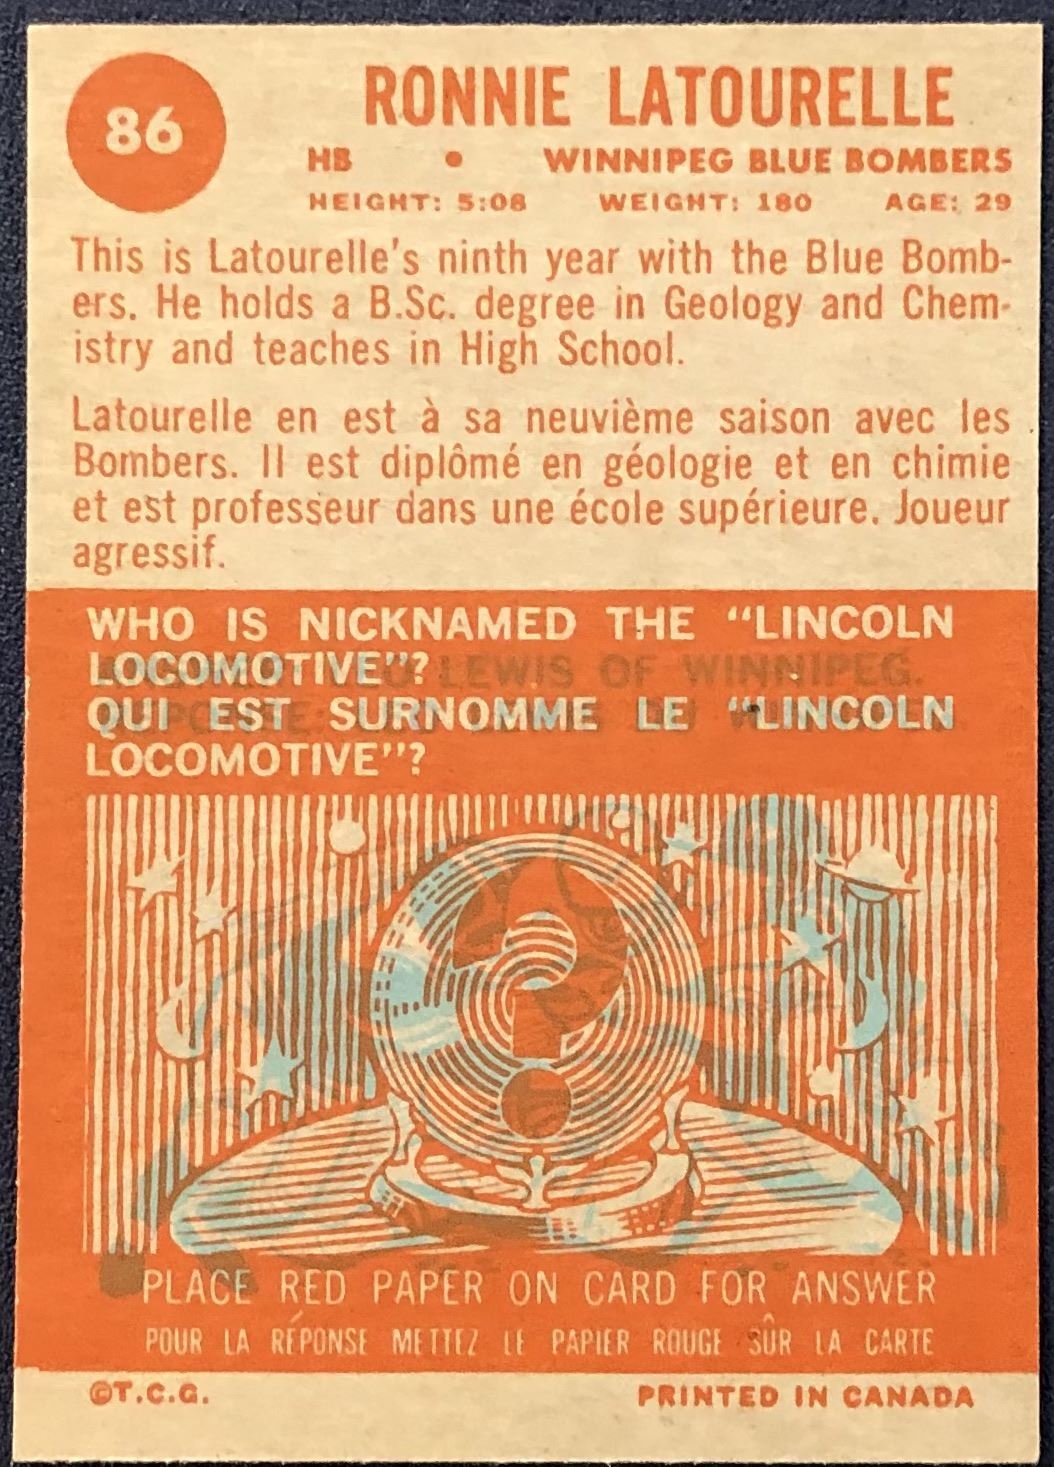 86
RONNIE LATOURELLE
HB • WINNIPEG BLUE BOMBERS
HEIGHT: 5:08 WEIGHT: 180 AGE: 29
This is Latourelle's ninth year with the Blue Bomb-
ers. He holds a B.Sc. degree in Geology and Chem-
istry and teaches in High School.
Latourelle en est à sa neuvième saison avec les
Bombers. Il est diplômé en géologie et en chimie
et est professeur dans une école supérieure. Joueur
agressif.
WHO IS NICKNAMED THE "LINCOLN
LOCOMOTIVE"?
LEWIS OF WINNIPEG.
QUI EST SURNOMME LE "LINCOLN
LOCOMOTIVE"?
?
PLACE RED PAPER ON CARD FOR ANSWER
POUR LA RÉPONSE METTEZ LE PAPIER ROUGE SÛR LA CARTE
©T.C.G. PRINTED IN CANADA